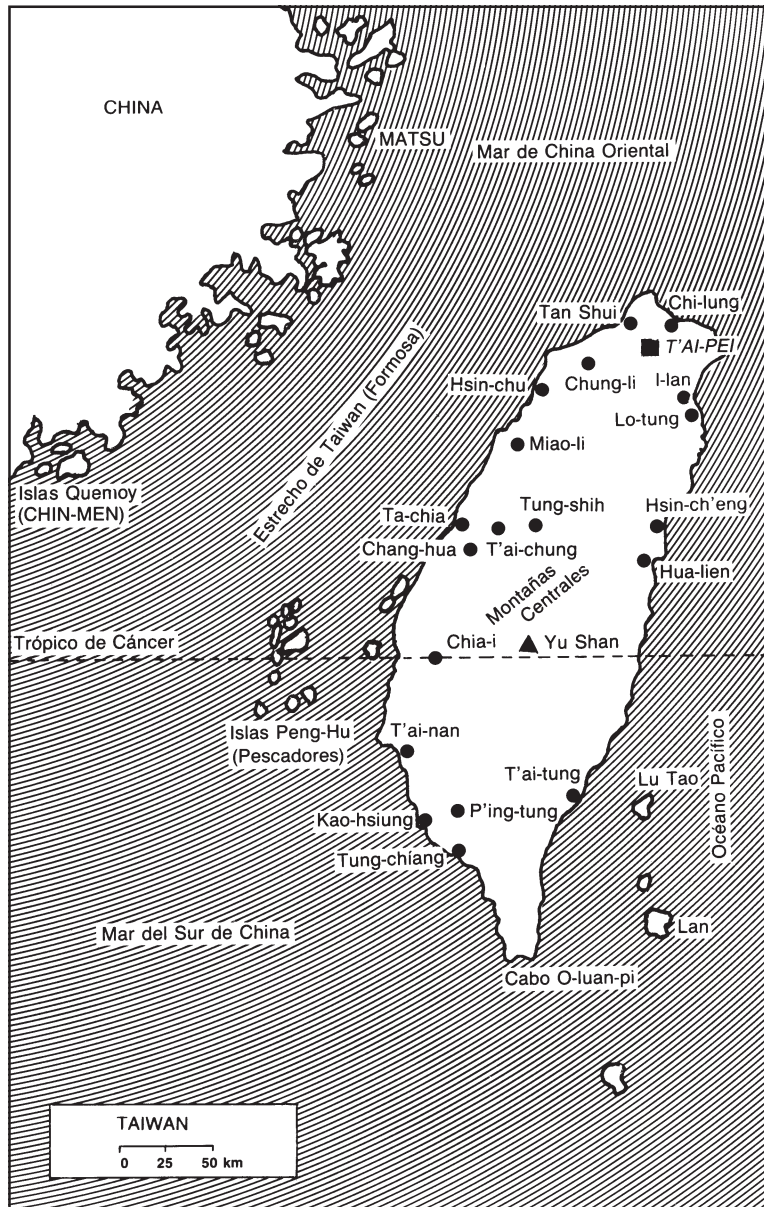 CHINA
MATSU
Mar de China Oriental
Tan Shui
Chi-lung
T'AI-PEI
Chung-li
I-lan
Hsin-chu
Lo-tung
Estrecho de Taiwan (Formosa)
Miao-li
Islas Quemoy
(CHIN-MEN)
Ta-chia
Tung-shih
Hsin-ch'eng
Chang-hua
T'ai-chung
Hua-lien
Montañas
Centrales
Trópico de Cáncer
Chia-i
Yu Shan
Islas Peng-Hu
(Pescadores)
T'ai-nan
T'ai-tung
Lu Tao
Océano Pacífico
Kao-hsiung
P'ing-tung
Tung-chíang
Mar del Sur de China
Lan
Cabo O-luan-pi
TAIWAN
0 25 50 km